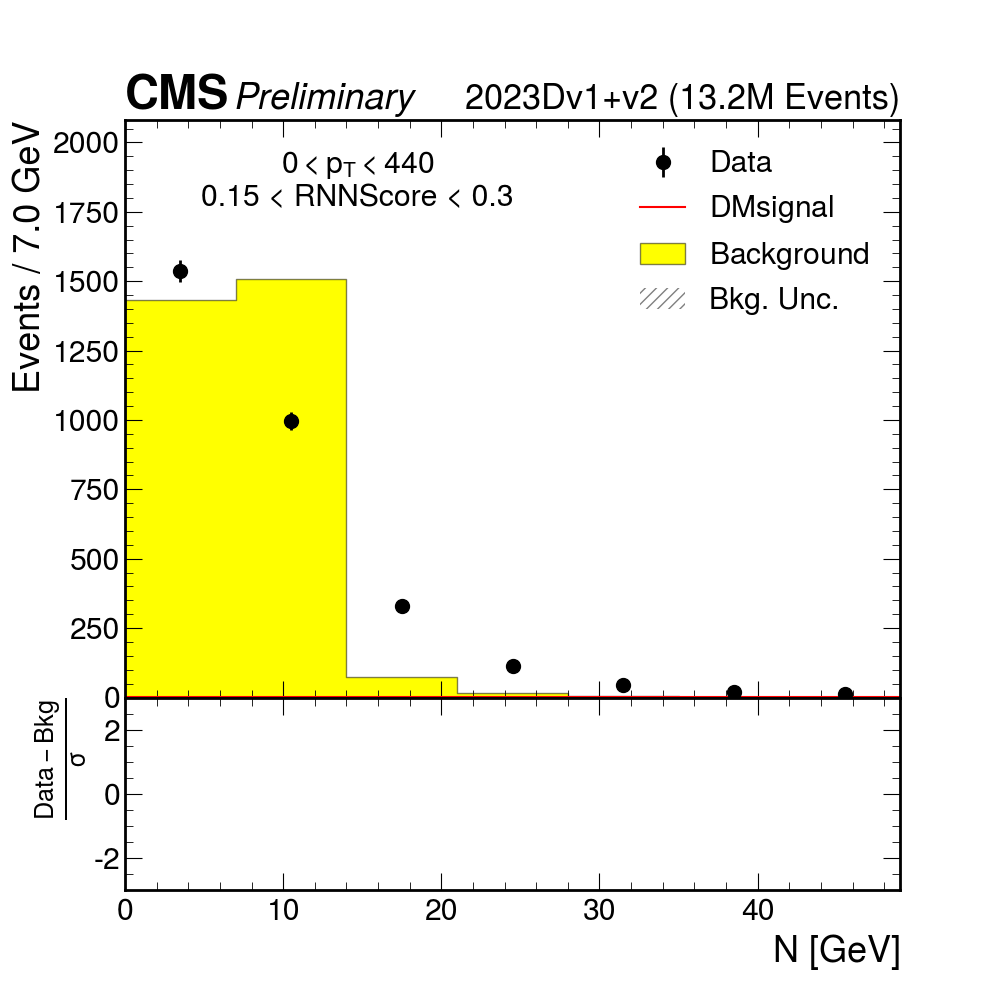 CMS Preliminary 2023Dv1+v2 (13.2M Events)
Events / 7.0 GeV
2000
1750
1500
1250
1000
750
500
250
0
0 < pT < 440
0.15 < RNNScore < 0.3
Data
DMsignal
Background
Bkg. Unc.
Data – Bkg
σ
2
0
-2
0 10 20 30 40
N [GeV]